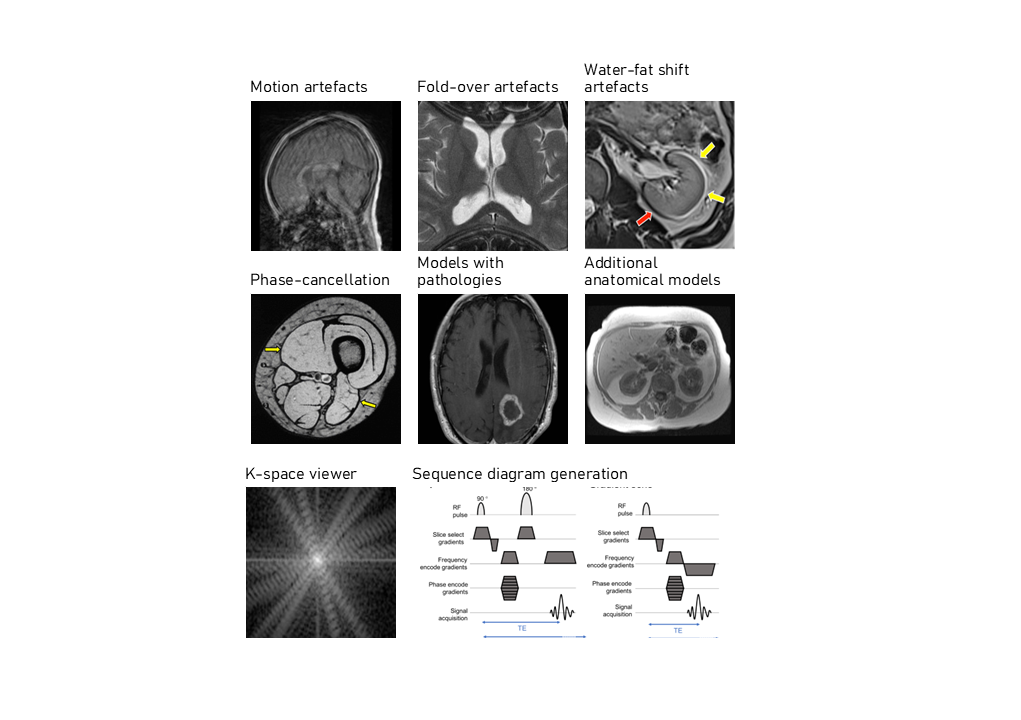 Motion artefacts
Fold-over artefacts
Water-fat shift
artefacts
Phase-cancellation
Models with
pathologies
Additional
anatomical models
K-space viewer
Sequence diagram generation
90°
180°
RF
pulse
Slice select
gradients
Frequency
encode gradients
Phase encode
gradients
Signal
acquisition
TE
RF
pulse
Slice select
gradients
Frequency
encode gradients
Phase encode
gradients
Signal
acquisition
TE